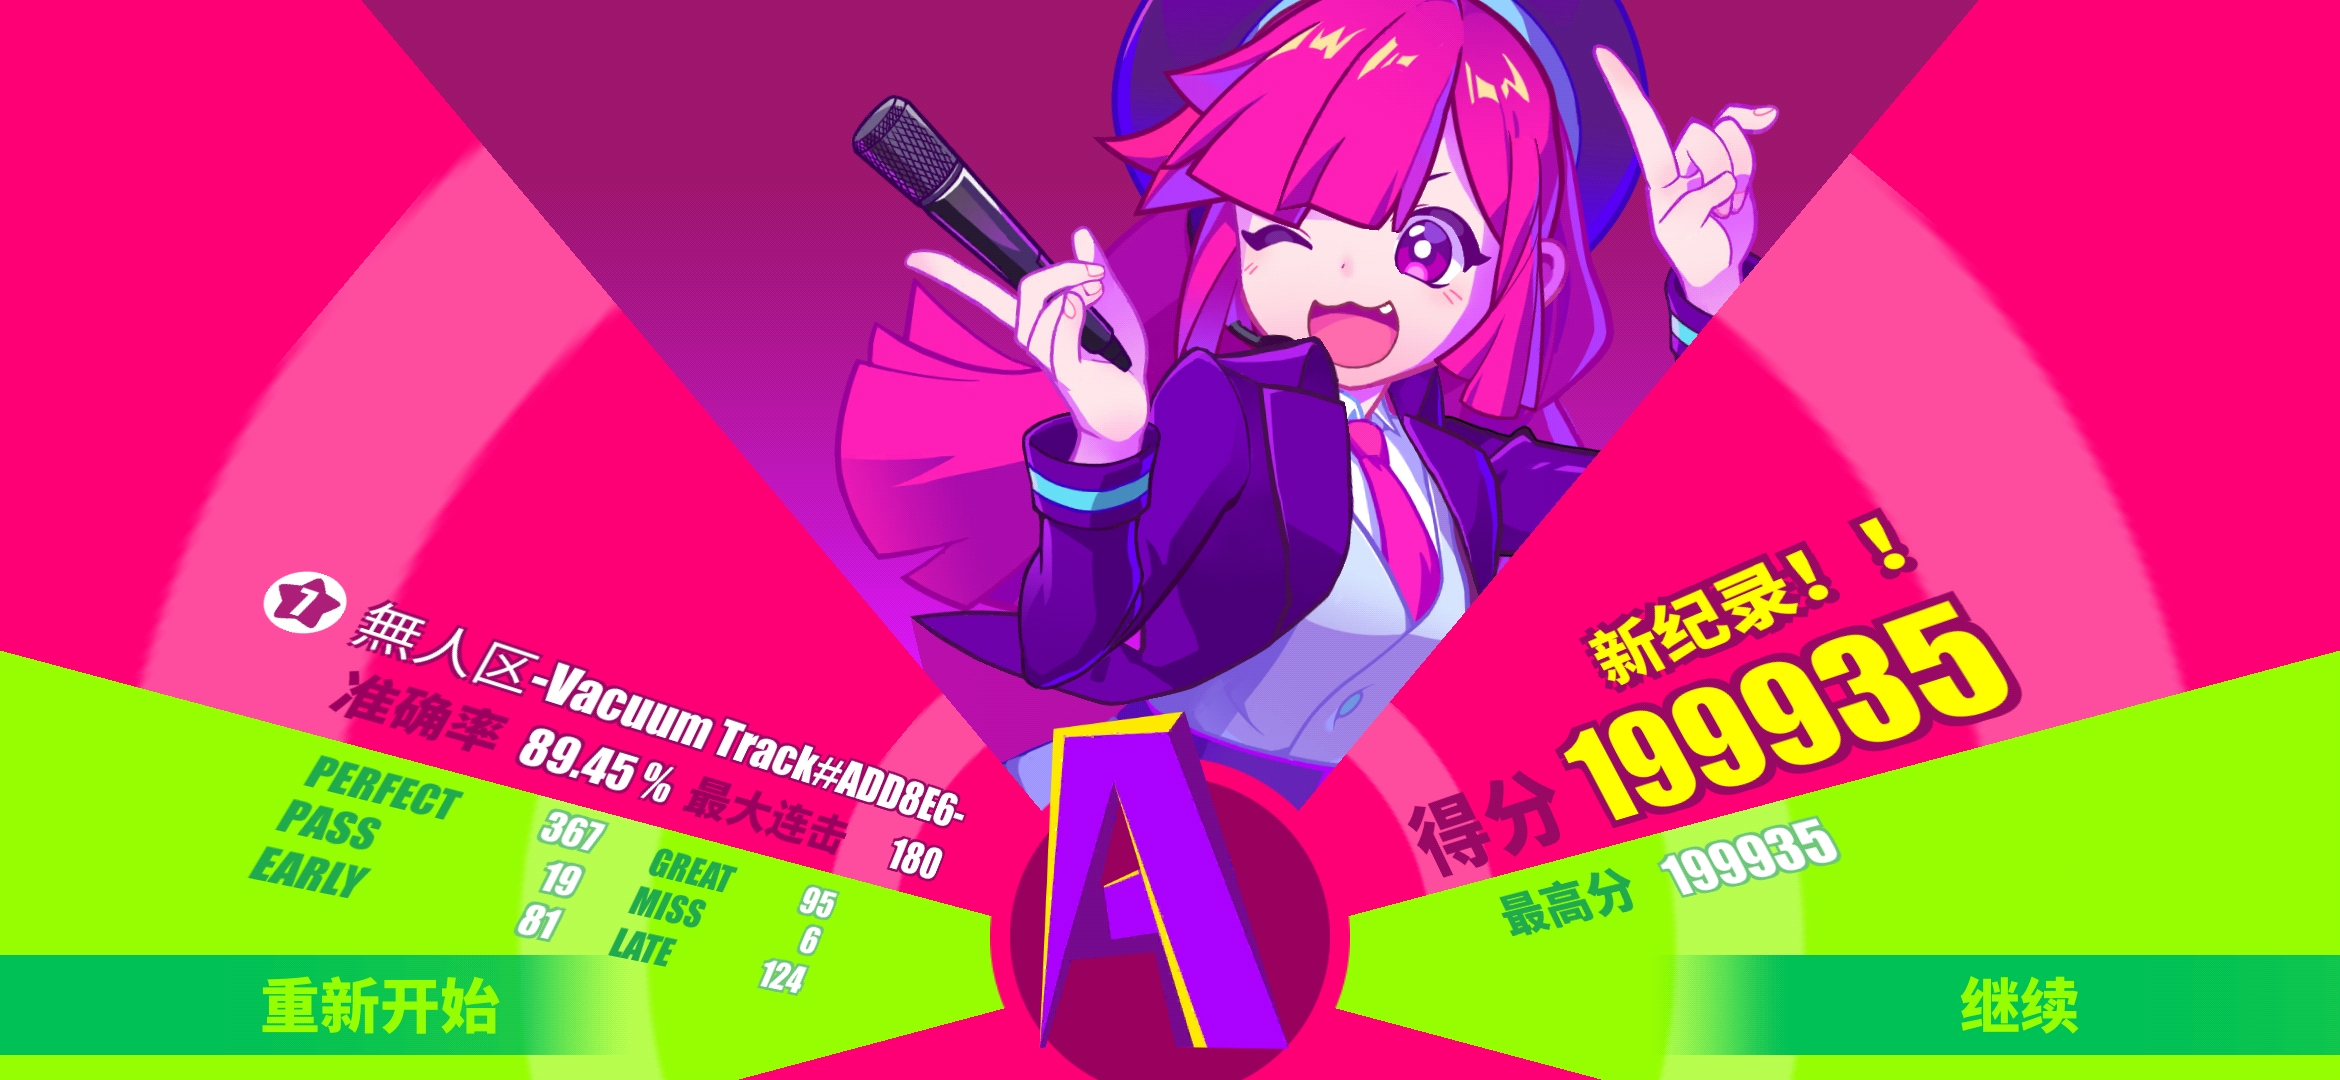 7
無人区-Vacuum Track#ADD8E6-
准确率 89.45 % 最大连击 180
PERFECT 367 GREAT 95
PASS 19 MISS 6
EARLY 81 LATE 124
重新开始
A
新纪录！！
得分 199935
最高分 199935
继续